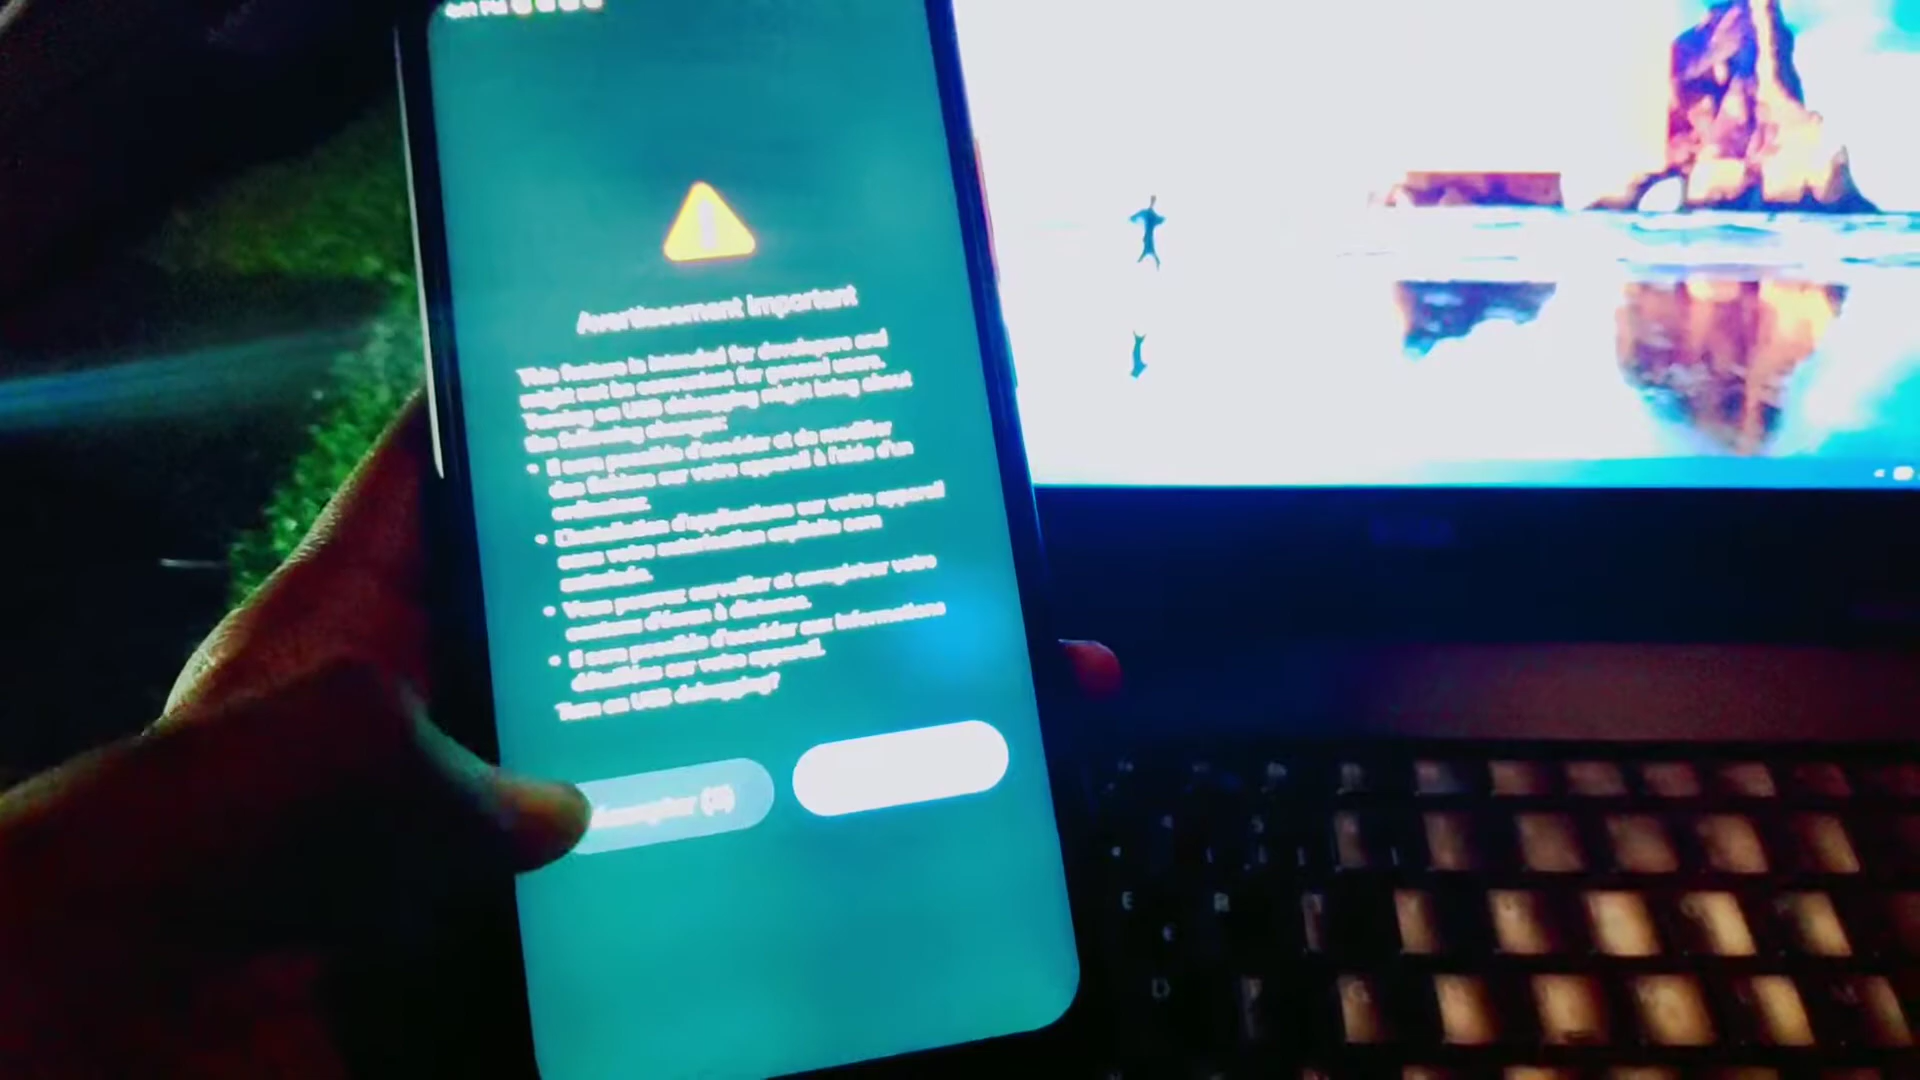 Avertissement important
This feature is intended for developers and
might not be convenient for general users.
Turning on USB debugging might bring about
the following changes:
• Il sera possible d'accéder et de modifier
des fichiers sur votre appareil à l'aide d'un
ordinateur.
• L'installation d'applications sur votre appareil
sans votre autorisation explicite sera
autorisée.
• Vous pouvez surveiller et enregistrer votre
contenu d'écran à distance.
• Il sera possible d'accéder aux informations
détaillées sur votre appareil.
Turn on USB debugging?